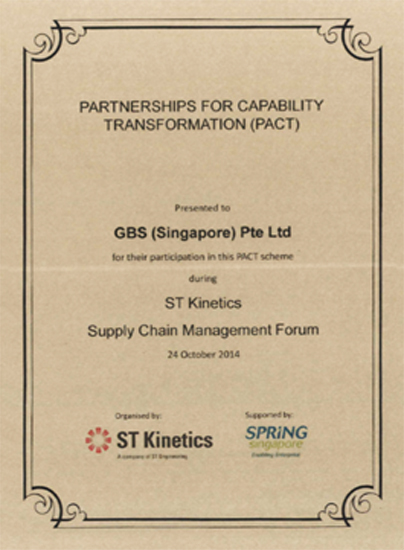 PARTNERSHIPS FOR CAPABILITY
TRANSFORMATION (PACT)
Presented to
GBS (Singapore) Pte Ltd
for their participation in this PACT scheme
during
ST Kinetics
Supply Chain Management Forum
24 October 2014
Organised by:
ST Kinetics
A company of ST Engineering
Supported by:
SPRiNG
singapore
Enabling Enterprise